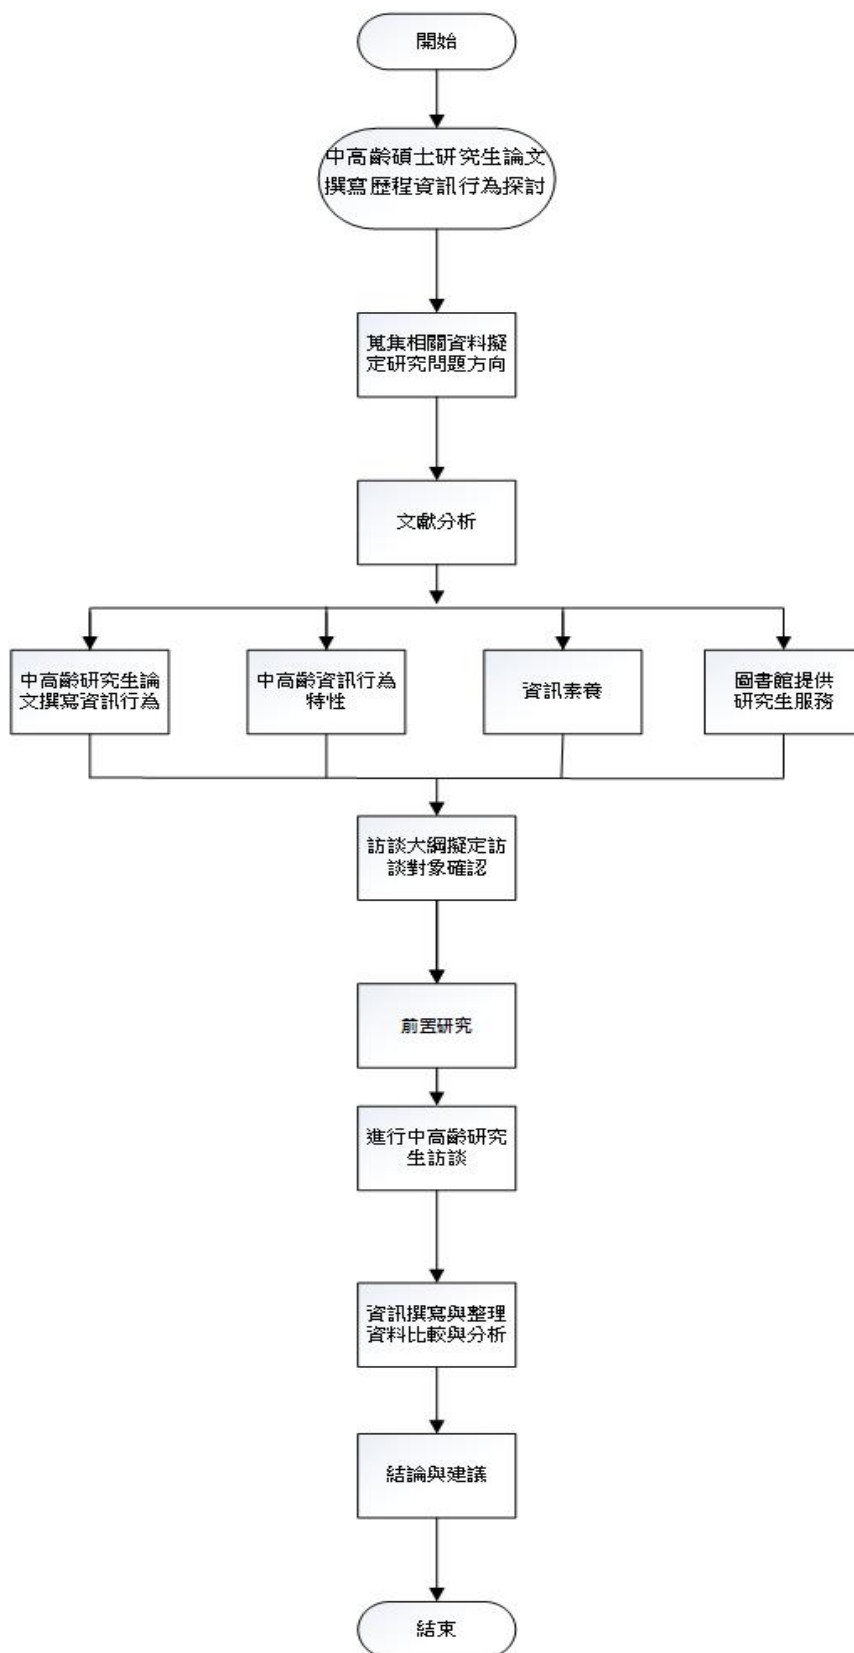 開始
中高齡碩士研究生論文
撰寫歷程資訊行為探討
蒐集相關資料擬
定研究問題方向
文獻分析
中高齡研究生論
文撰寫資訊行為
中高齡資訊行為
特性
資訊素養
圖書館提供
研究生服務
訪談大綱擬定訪
談對象確認
前置研究
進行中高齡研究
生訪談
資訊撰寫與整理
資料比較與分析
結論與建議
結束